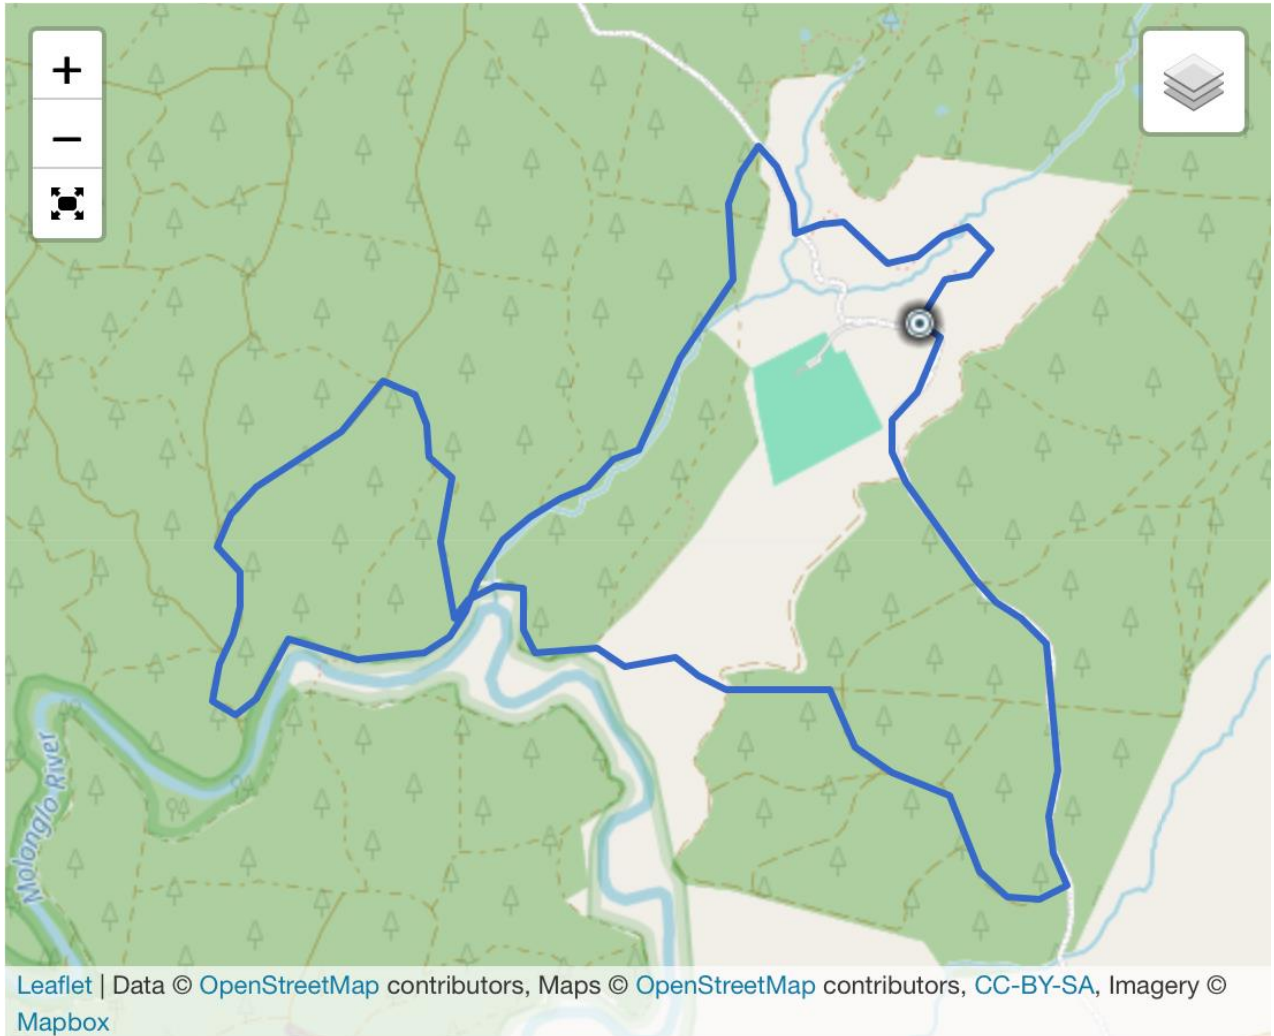 +
−
Molonglo River
Leaflet | Data © OpenStreetMap contributors, Maps © OpenStreetMap contributors, CC-BY-SA, Imagery ©
Mapbox